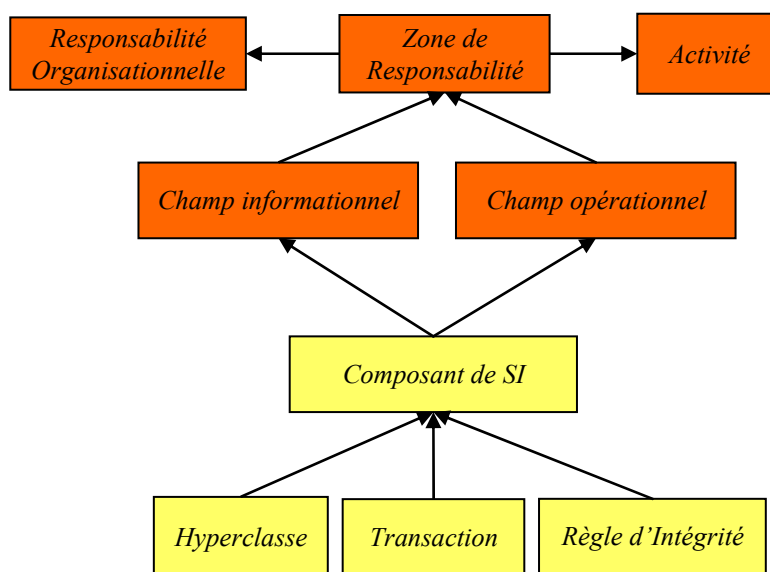 Responsabilité
Organisationnelle
Zone de
Responsabilité
Activité
Champ informationnel
Champ opérationnel
Composant de SI
Hyperclasse
Transaction
Règle d’Intégrité